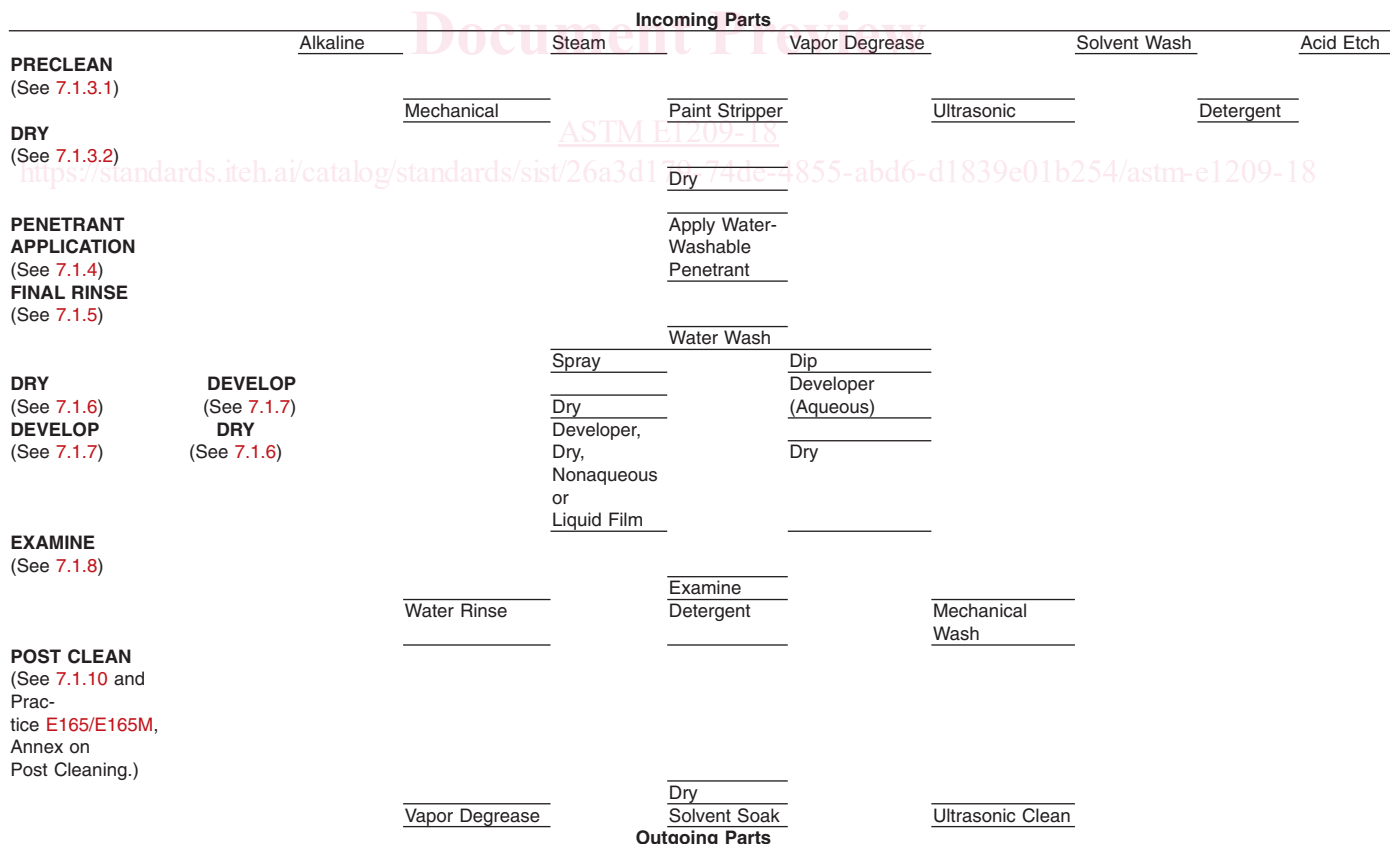 Document Preview
Incoming Parts
Alkaline Steam Vapor Degrease Solvent Wash Acid Etch
PRECLEAN
(See 7.1.3.1)
Mechanical Paint Stripper Ultrasonic Detergent
ASTM E1209-18
DRY
(See 7.1.3.2)
https://standards.iteh.ai/catalog/standards/sist/26a3d179-74de-4855-abd6-d1839e01b254/astm-e1209-18
Dry
PENETRANT Apply Water-
APPLICATION Washable
(See 7.1.4) Penetrant
FINAL RINSE
(See 7.1.5)
Water Wash
Spray Dip
DRY DEVELOP Developer
(See 7.1.6) (See 7.1.7) Dry (Aqueous)
DEVELOP DRY Developer,
(See 7.1.7) (See 7.1.6) Dry, Dry
Nonaqueous
or
Liquid Film
EXAMINE
(See 7.1.8)
Examine
Water Rinse Detergent Mechanical
Wash
POST CLEAN
(See 7.1.10 and
Prac-
tice E165/E165M,
Annex on
Post Cleaning.)
Dry
Vapor Degrease Solvent Soak Ultrasonic Clean
Outgoing Parts